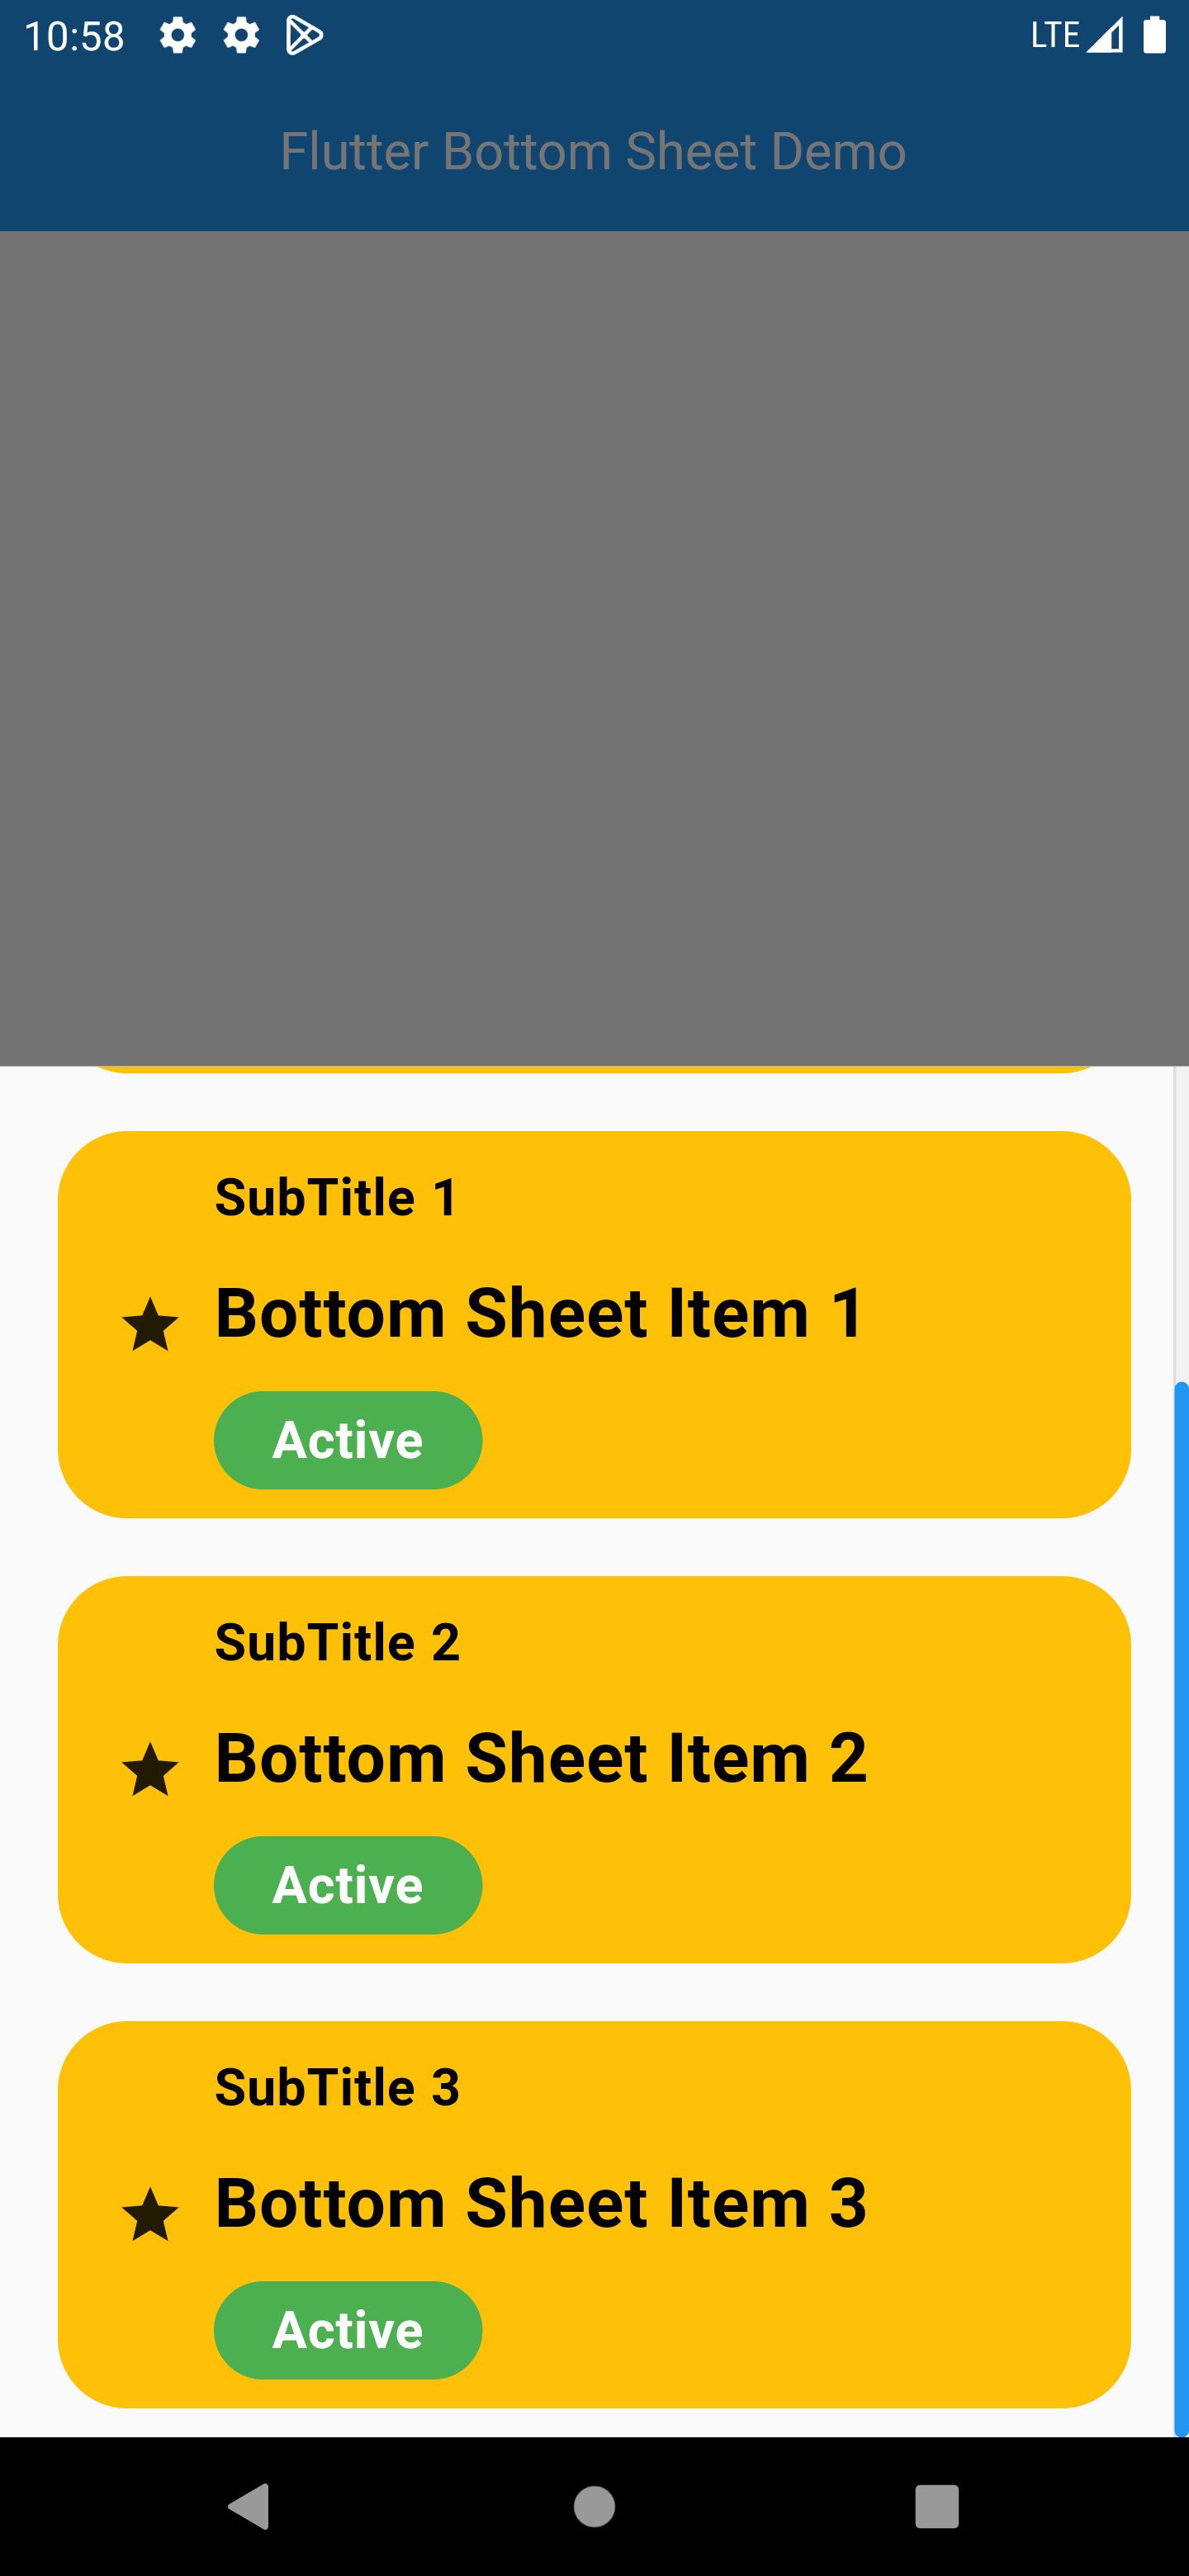 10:58
LTE
Flutter Bottom Sheet Demo
SubTitle 1
Bottom Sheet Item 1
Active
SubTitle 2
Bottom Sheet Item 2
Active
SubTitle 3
Bottom Sheet Item 3
Active